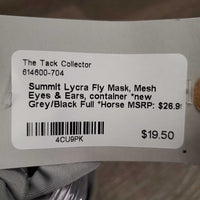 The Tack Collector
614600-704
Summit Lycra Fly Mask, Mesh
Eyes & Ears, container *new
Grey/Black Full *Horse MSRP: $26.9
4CU9PK
$19.50